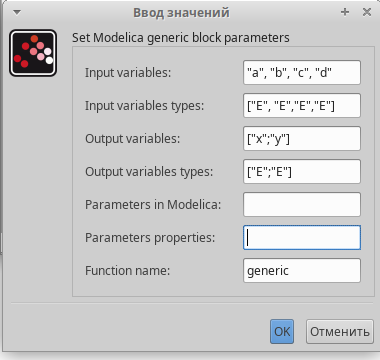 Ввод значений
Set Modelica generic block parameters
Input variables: "a", "b", "c", "d"
Input variables types: ["E", "E","E","E"]
Output variables: ["x";"y"]
Output variables types: ["E";"E"]
Parameters in Modelica:
Parameters properties:
Function name: generic
OK Отменить